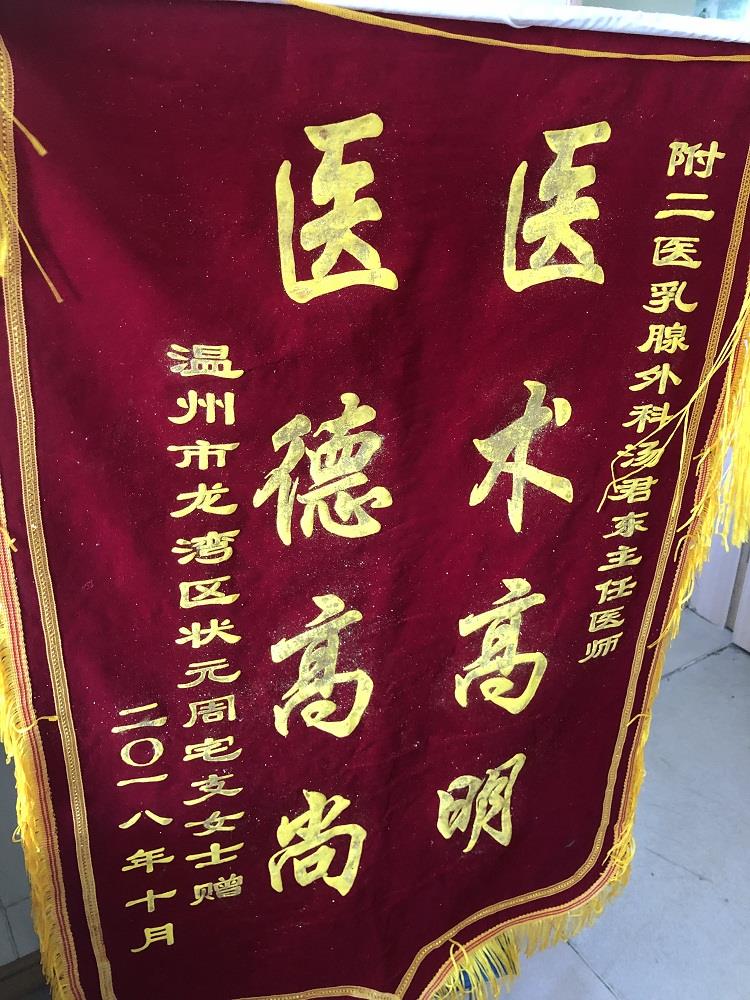 附二医乳腺外科汤君东主任医师
医术高明
医德高尚
温州市龙湾区状元周宅支女士赠
二〇一八年十月